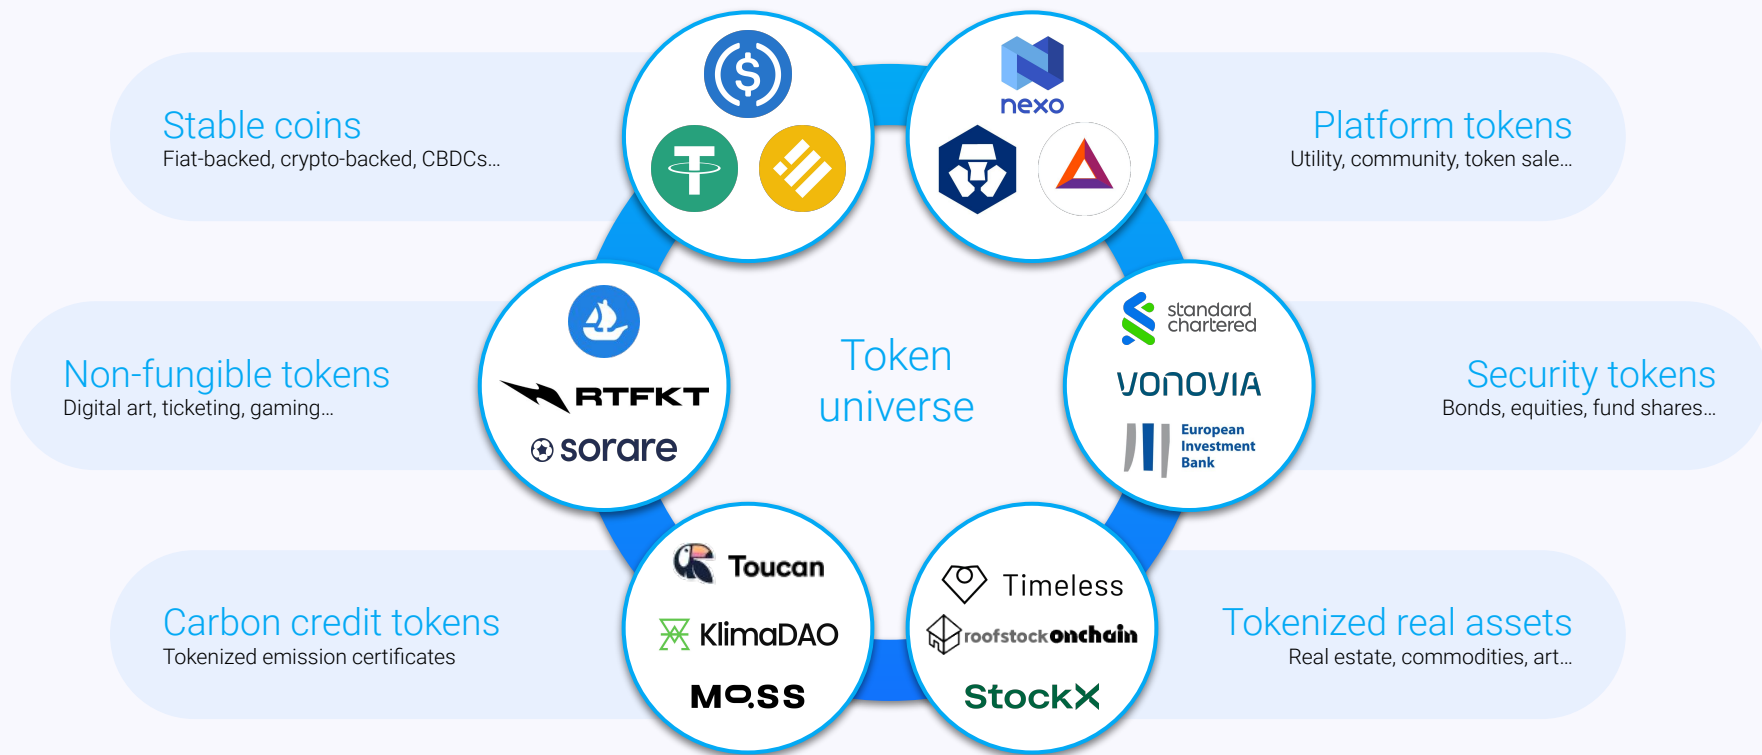 Stable coins
Fiat-backed, crypto-backed, CBDCs...
nexo
Platform tokens
Utility, community, token sale...
Non-fungible tokens
Digital art, ticketing, gaming...
RTFKT
sorare
Token
universe
standard
chartered
VONOVIA
European
Investment
Bank
Security tokens
Bonds, equities, fund shares...
Carbon credit tokens
Tokenized emission certificates
Toucan
KlimaDAO
MOSS
Timeless
roofstock onchain
StockX
Tokenized real assets
Real estate, commodities, art...